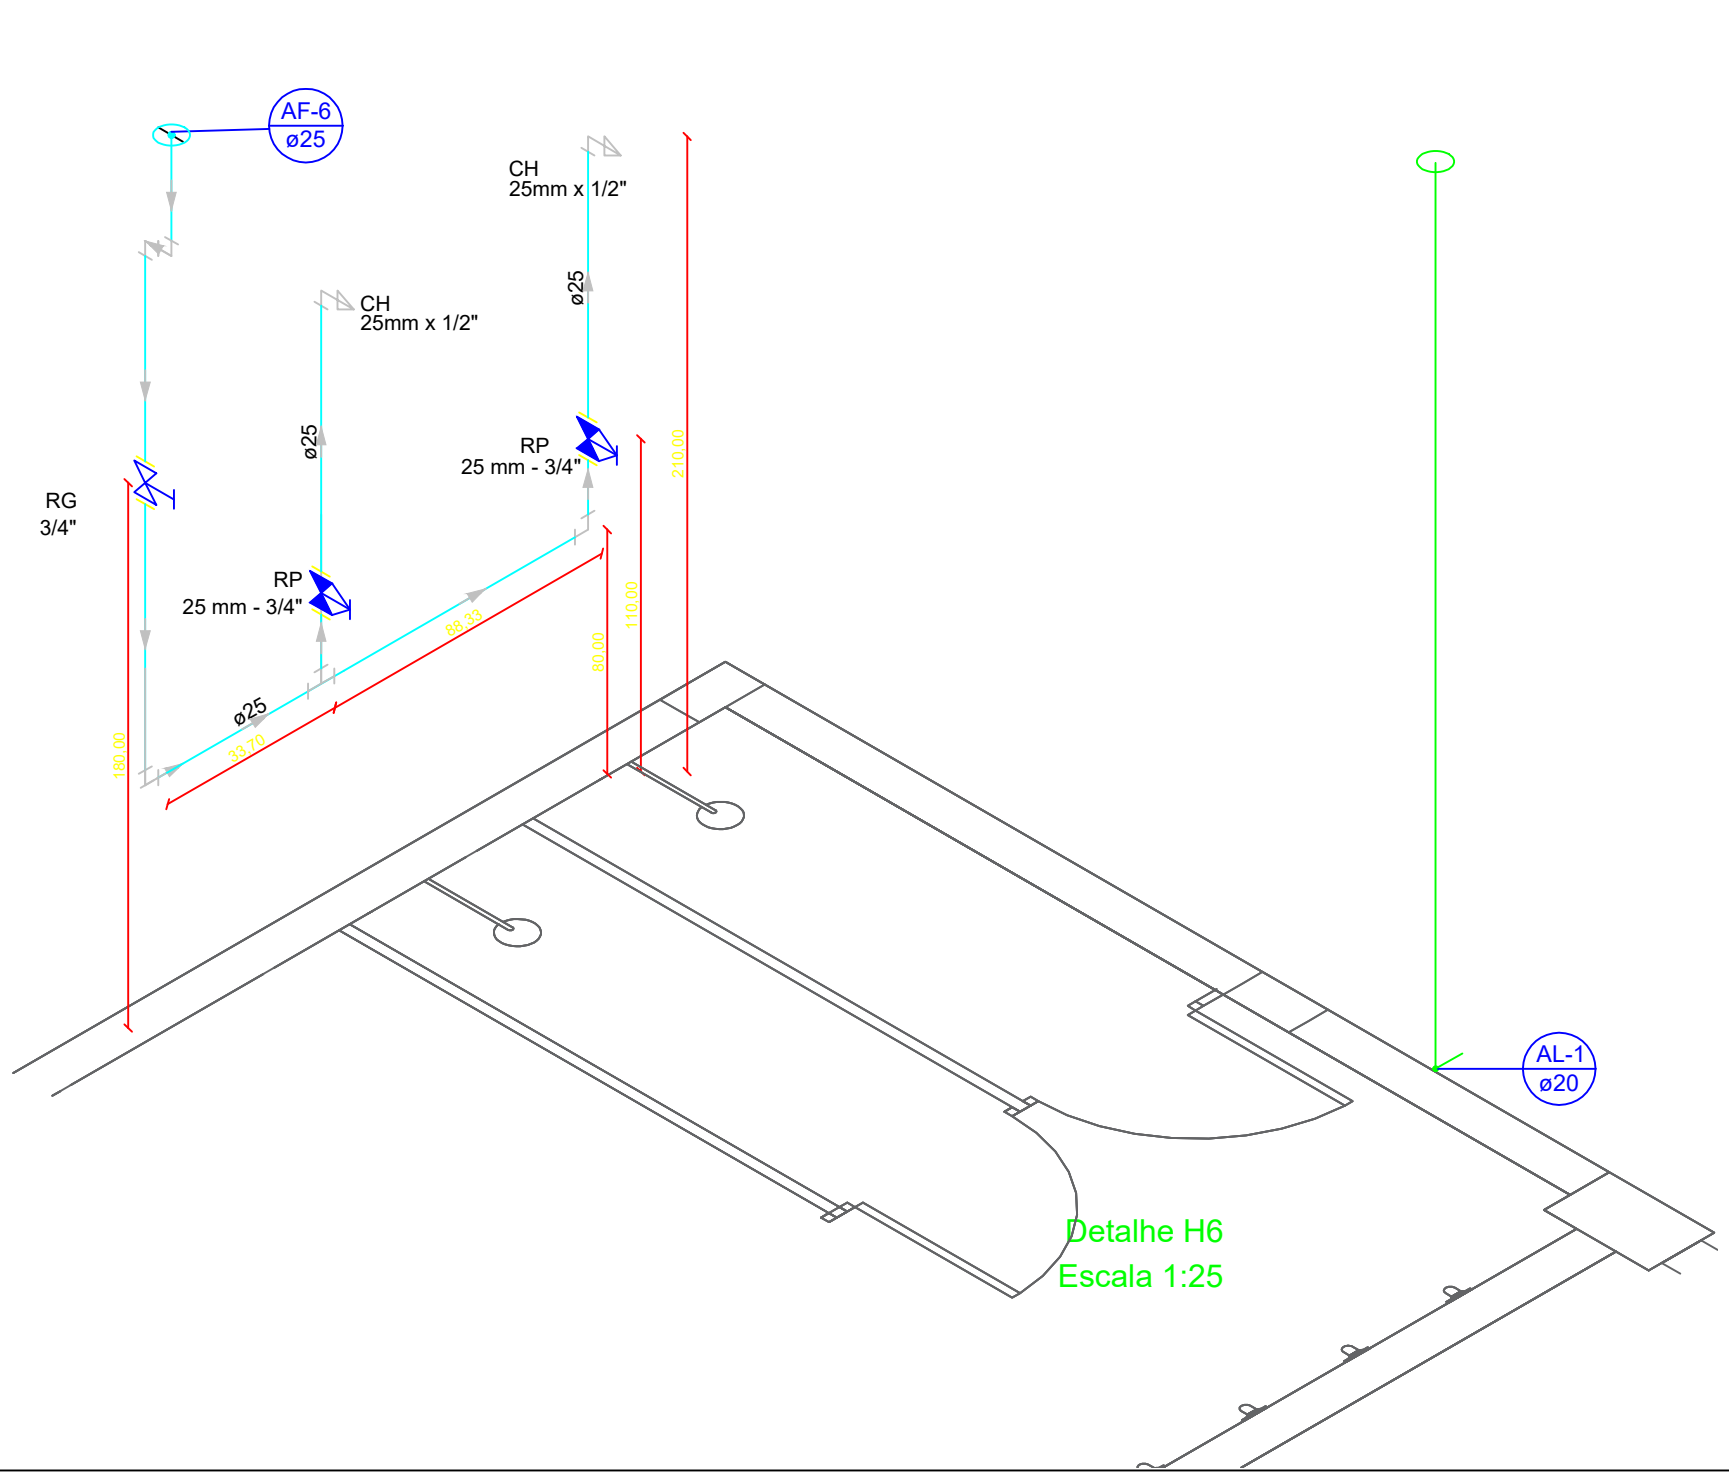 AF-6
ø25
CH
25mm x 1/2"
CH
25mm x 1/2"
ø25
ø25
RP
25 mm - 3/4"
210.00
RG
3/4"
RP
25 mm - 3/4"
110.00
88.33
80.00
ø25
33.70
180.00
AL-1
ø20
Detalhe H6
Escala 1:25